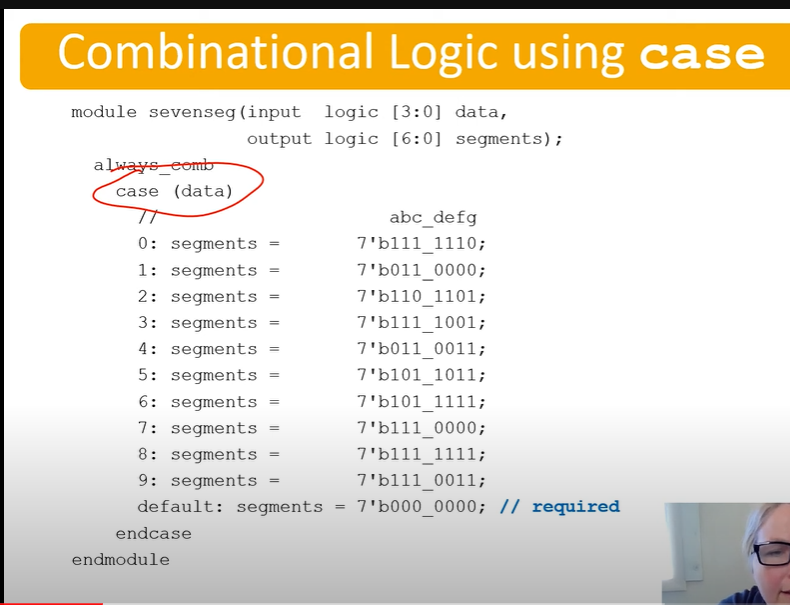 Combinational Logic using case
module sevenseg(input logic [3:0] data,
output logic [6:0] segments);
always_comb
case (data)
// abc_defg
0: segments = 7'b111_1110;
1: segments = 7'b011_0000;
2: segments = 7'b110_1101;
3: segments = 7'b111_1001;
4: segments = 7'b011_0011;
5: segments = 7'b101_1011;
6: segments = 7'b101_1111;
7: segments = 7'b111_0000;
8: segments = 7'b111_1111;
9: segments = 7'b111_0011;
default: segments = 7'b000_0000; // required
endcase
endmodule